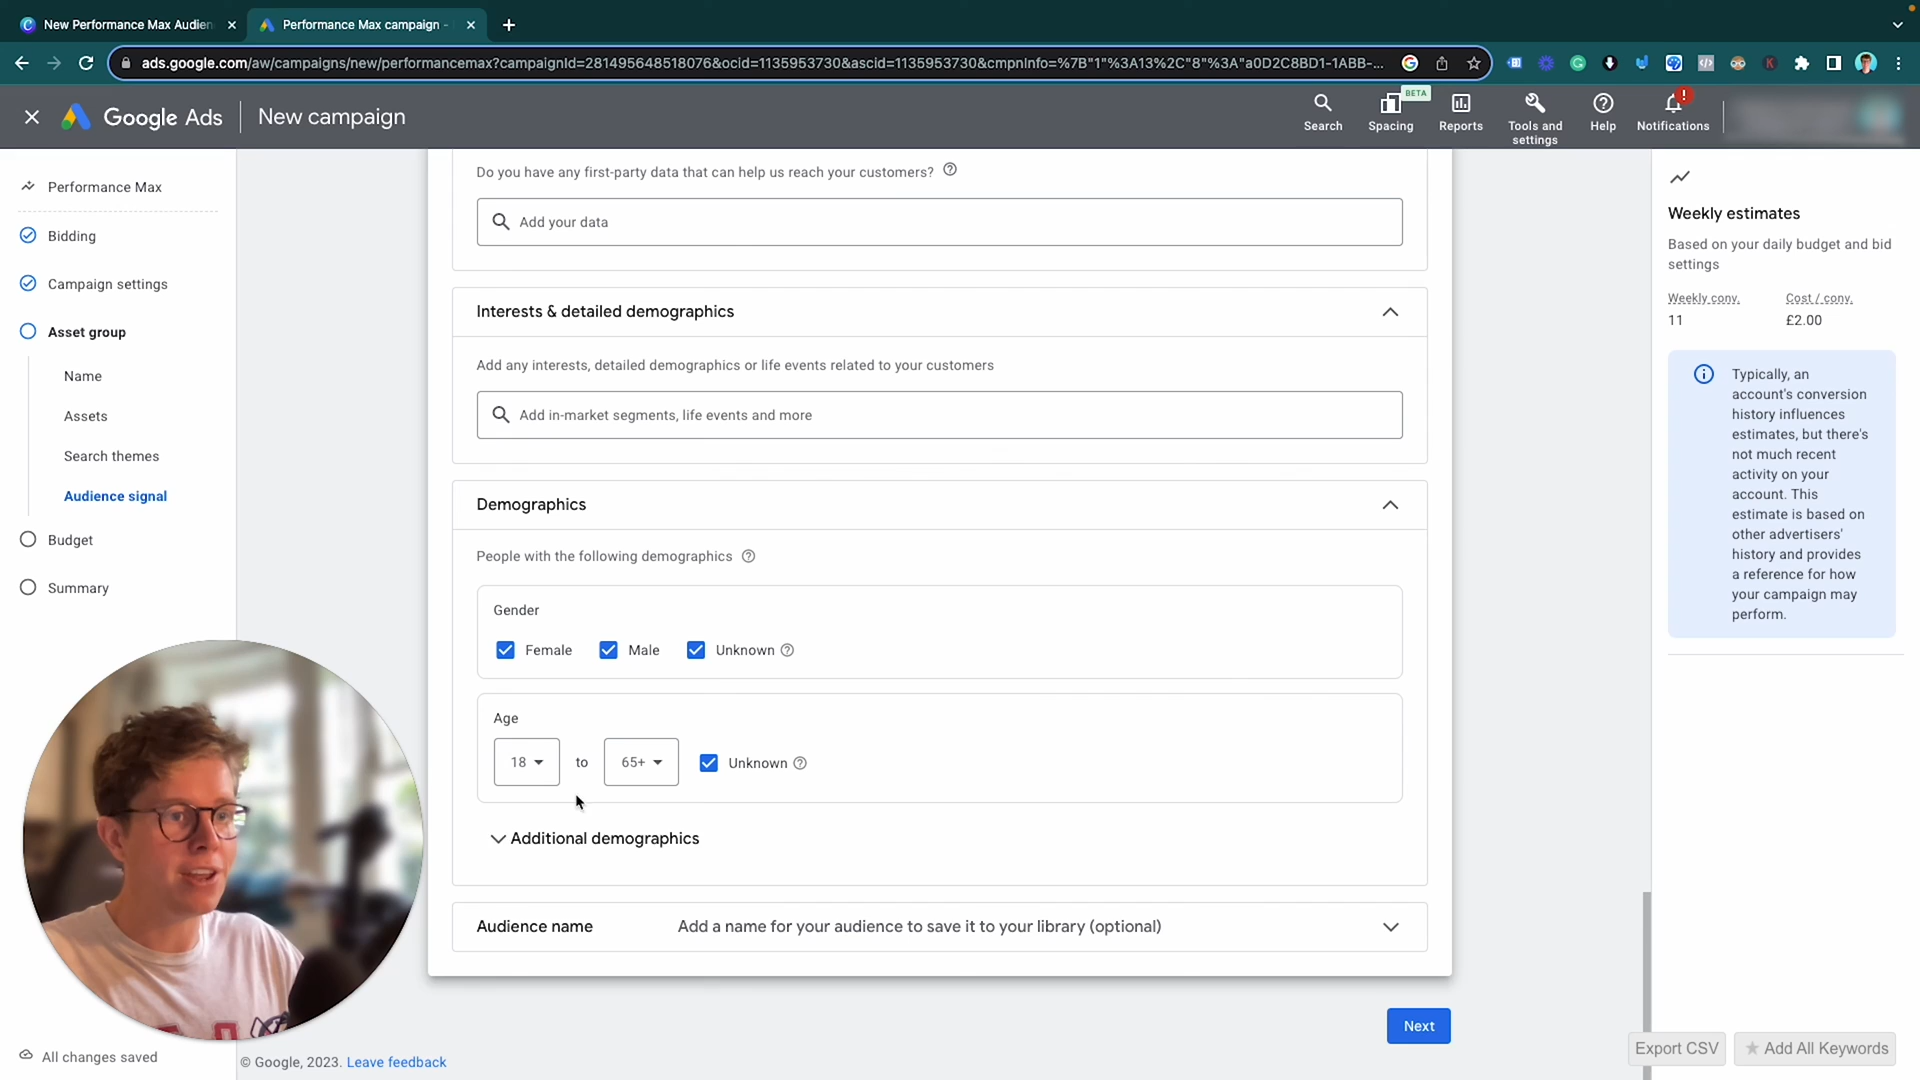 New Performance Max Audien
Performance Max campaign -
ads.google.com/aw/campaigns/new/performancemax?campaignId=281495648518076&ocid=1135953730&ascid=1135953730&cmpnInfo=%7B"1"%3A13%2C"8"%3A"a0D2C8BD1-1ABB-...
Google Ads
New campaign
Search
BETA
Spacing
Reports
Tools and
settings
Help
Notifications
Performance Max
Bidding
Campaign settings
Asset group
Name
Assets
Search themes
Audience signal
Budget
Summary
All changes saved
Do you have any first-party data that can help us reach your customers?
Add your data
Interests & detailed demographics
Add any interests, detailed demographics or life events related to your customers
Add in-market segments, life events and more
Demographics
People with the following demographics
Gender
Female Male Unknown
Age
18 to 65+ Unknown
Additional demographics
Audience name Add a name for your audience to save it to your library (optional)
Next
© Google, 2023. Leave feedback
Weekly estimates
Based on your daily budget and bid
settings
Weekly conv. Cost / conv.
11 £2.00
Typically, an
account's conversion
history influences
estimates, but there's
not much recent
activity on your
account. This
estimate is based on
other advertisers'
history and provides
a reference for how
your campaign may
perform.
Export CSV
Add All Keywords